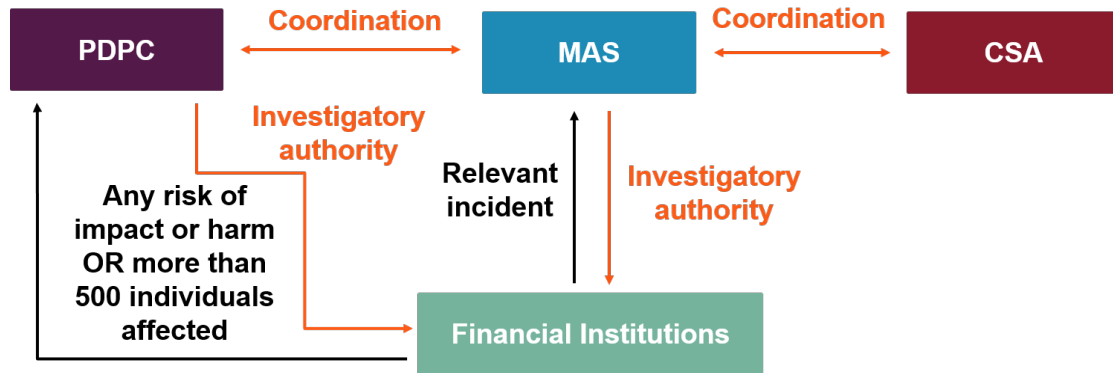 Coordination
Coordination
PDPC
MAS
CSA
Investigatory
authority
Relevant
incident
Investigatory
authority
Any risk of
impact or harm
OR more than
500 individuals
affected
Financial Institutions